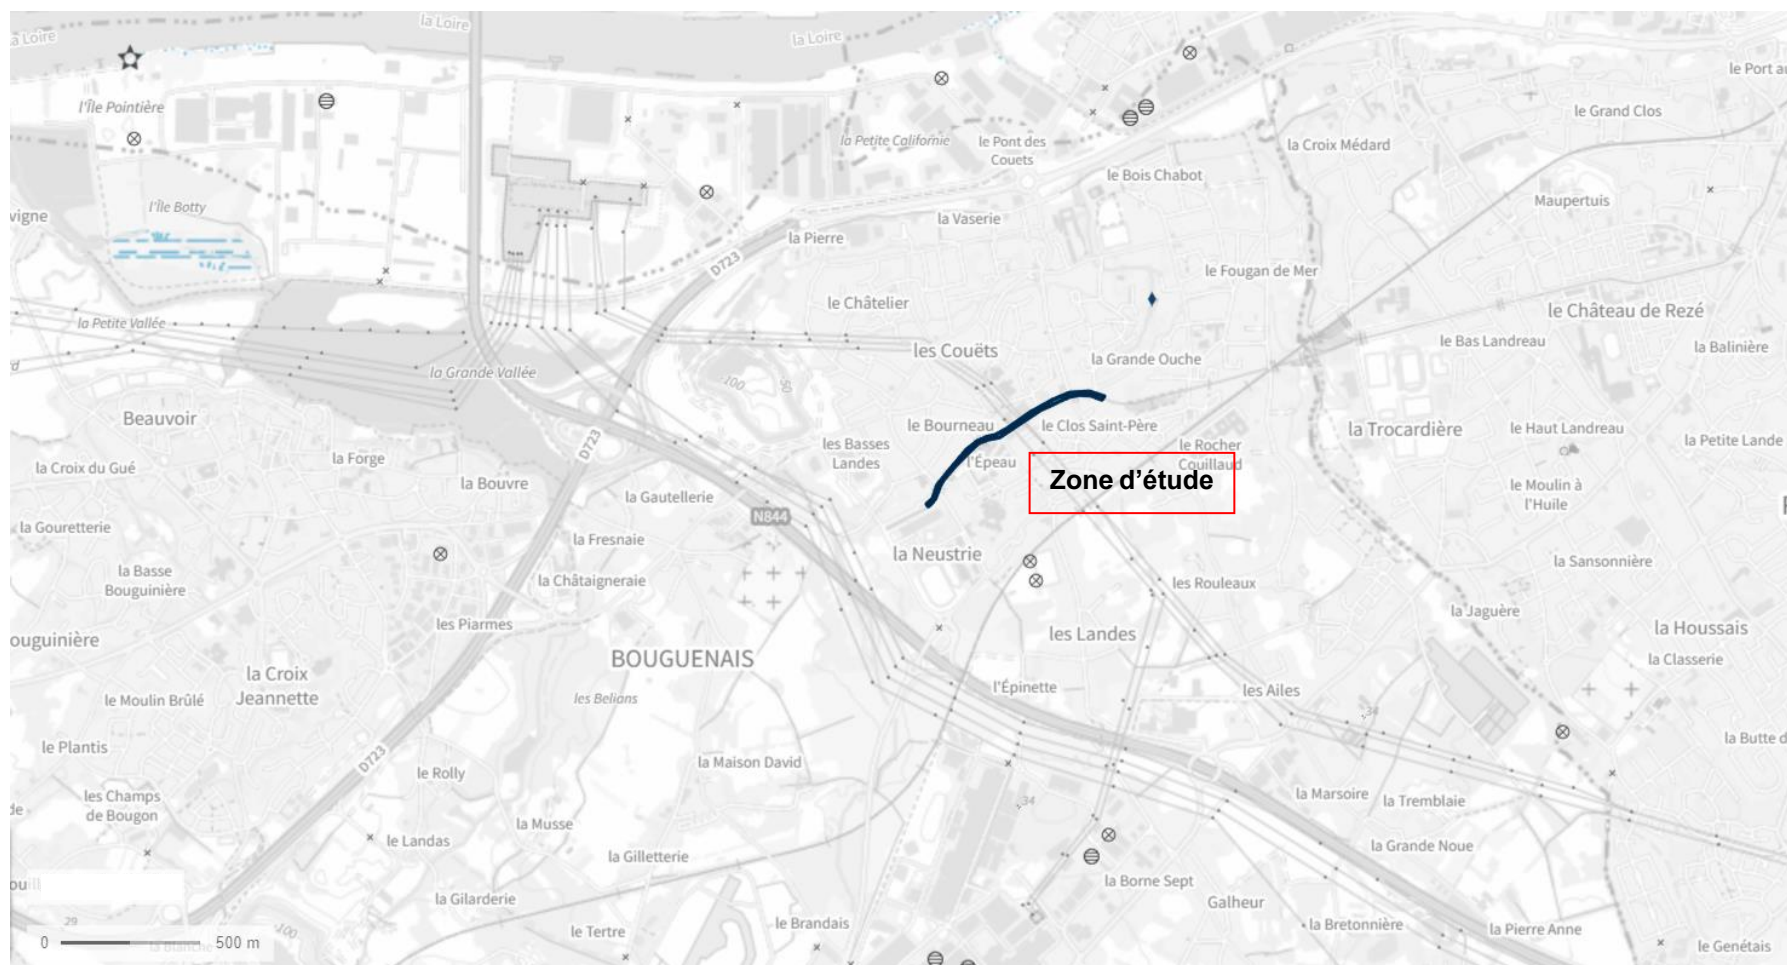 la Loire
la Loire
la Loire
le Port au
l'Île Pointière
le Grand Clos
la Petite Californie
le Pont des
Couets
la Croix Médard
le Bois Chabot
Maupertuis
l'Île Botty
vigne
la Vaserie
la Pierre
D723
le Fougan de Mer
le Châtelier
le Château de Rezé
la Petite Vallée
les Couëts
le Bas Landreau
la Balinière
la Grande Ouche
la Grande Vallée
100
50
Beauvoir
le Bourneau
le Clos Saint-Père
la Trocardière
le Haut Landreau
la Petite Lande
D723
les Basses
Landes
le Rocher
Couillaud
la Forge
l'Épeau
la Croix du Gué
Zone d'étude
la Bouvre
la Gautellerie
le Moulin à
l'Huile
N844
la Gouretterie
la Fresnaie
la Neustrie
la Sansonnière
la Basse
Bouguinière
la Châtaigneraie
les Rouleaux
la Jaguère
les Piarmes
les Landes
la Houssais
ouguinière
BOUGUENAIS
la Classerie
la Croix
Jeannette
l'Épinette
les Ailes
le Moulin Brûlé
les Belians
34
le Plantis
la Butte d
D723
la Maison David
le Rolly
les Champs
de Bougon
34
la Marsoire
la Tremblaie
la Musse
le Landas
la Grande Noue
la Gilletterie
la Borne Sept
la Gilarderie
Galheur
29
100
le Brandais
la Bretonnière
la Pierre Anne
le Tertre
0
500 m
le Genétais